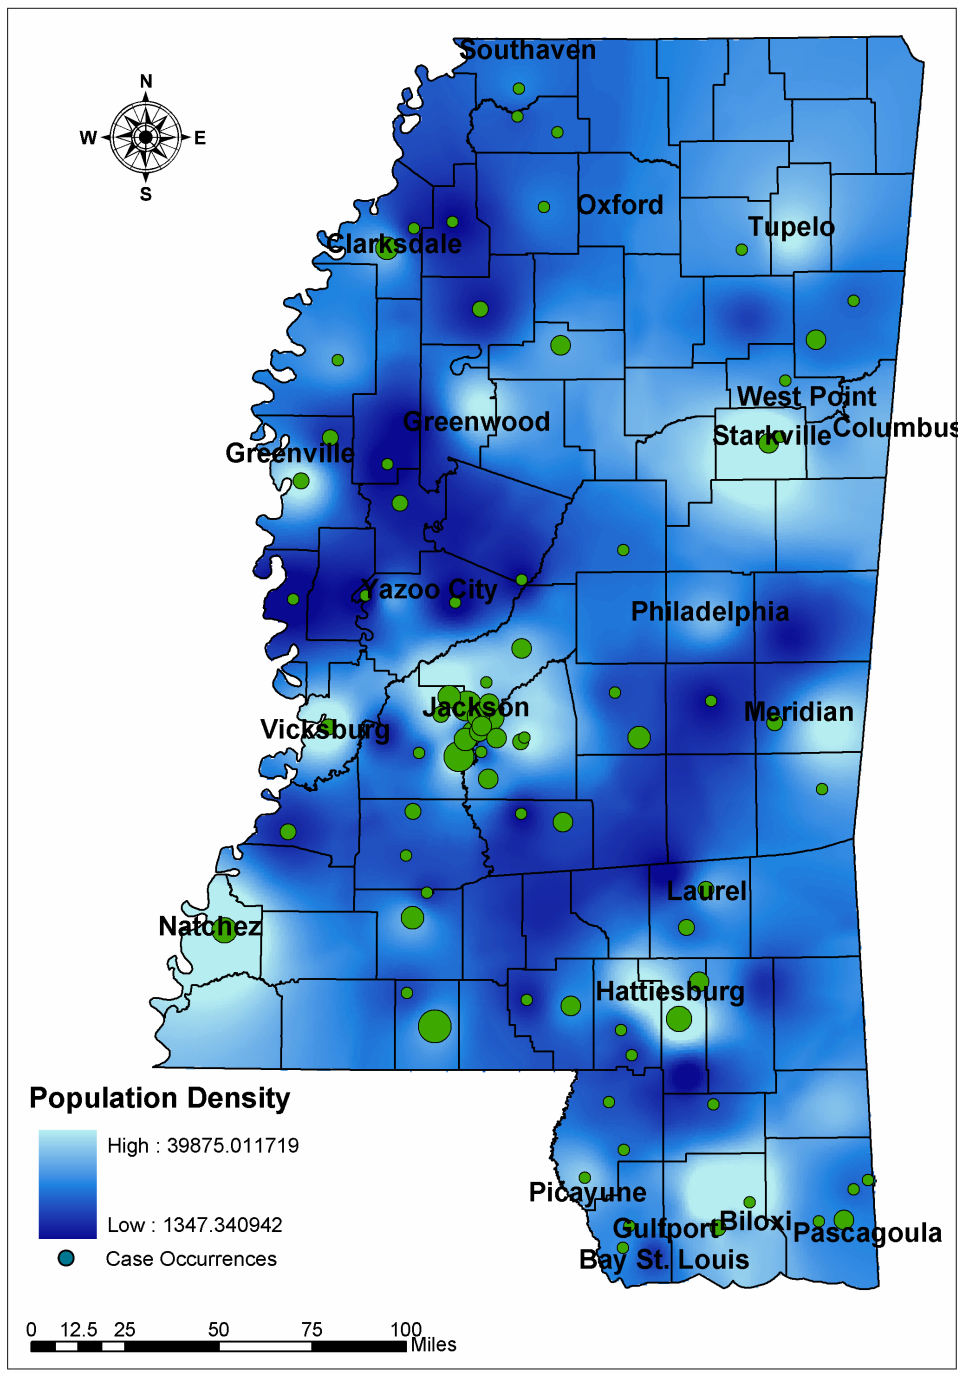 Southaven
N
W E
S
Oxford
Tupelo
Clarksdale
West Point
Greenwood
Columbus
Starkville
Greenville
Yazoo City
Philadelphia
Jackson
Meridian
Vicksburg
Laurel
Natchez
Hattiesburg
Population Density
High : 39875.011719
Low : 1347.340942
Case Occurrences
Picayune
Gulfport
Biloxi
Pascagoula
Bay St. Louis
0 12.5 25 50 75 100
Miles